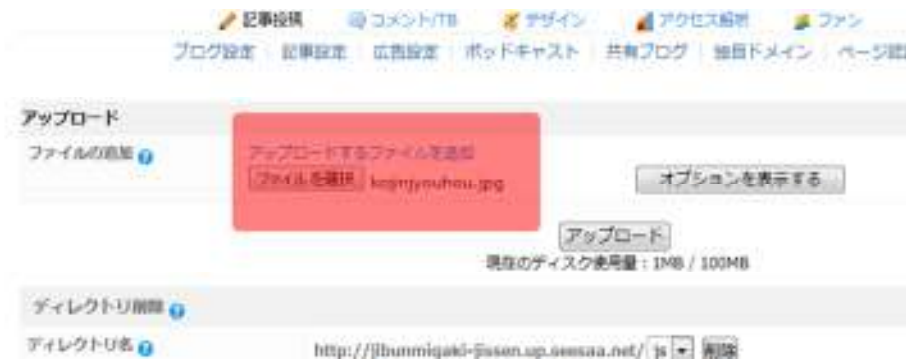 記事投稿 コメント/TB デザイン アクセス解析 ファン
ブログ設定 記事設定 広告設定 ポッドキャスト 共有ブログ 独自ドメイン
アップロード
ファイルの追加
アップロードするファイルを追加
ファイルを選択 kojinjyouhou.jpg
オプションを表示する
アップロード
現在のディスク使用量：1MB / 100MB
ディレクトリ削除
ディレクトリ名
http://jibunmigaki-jissen.up.seesaa.net/ js 削除